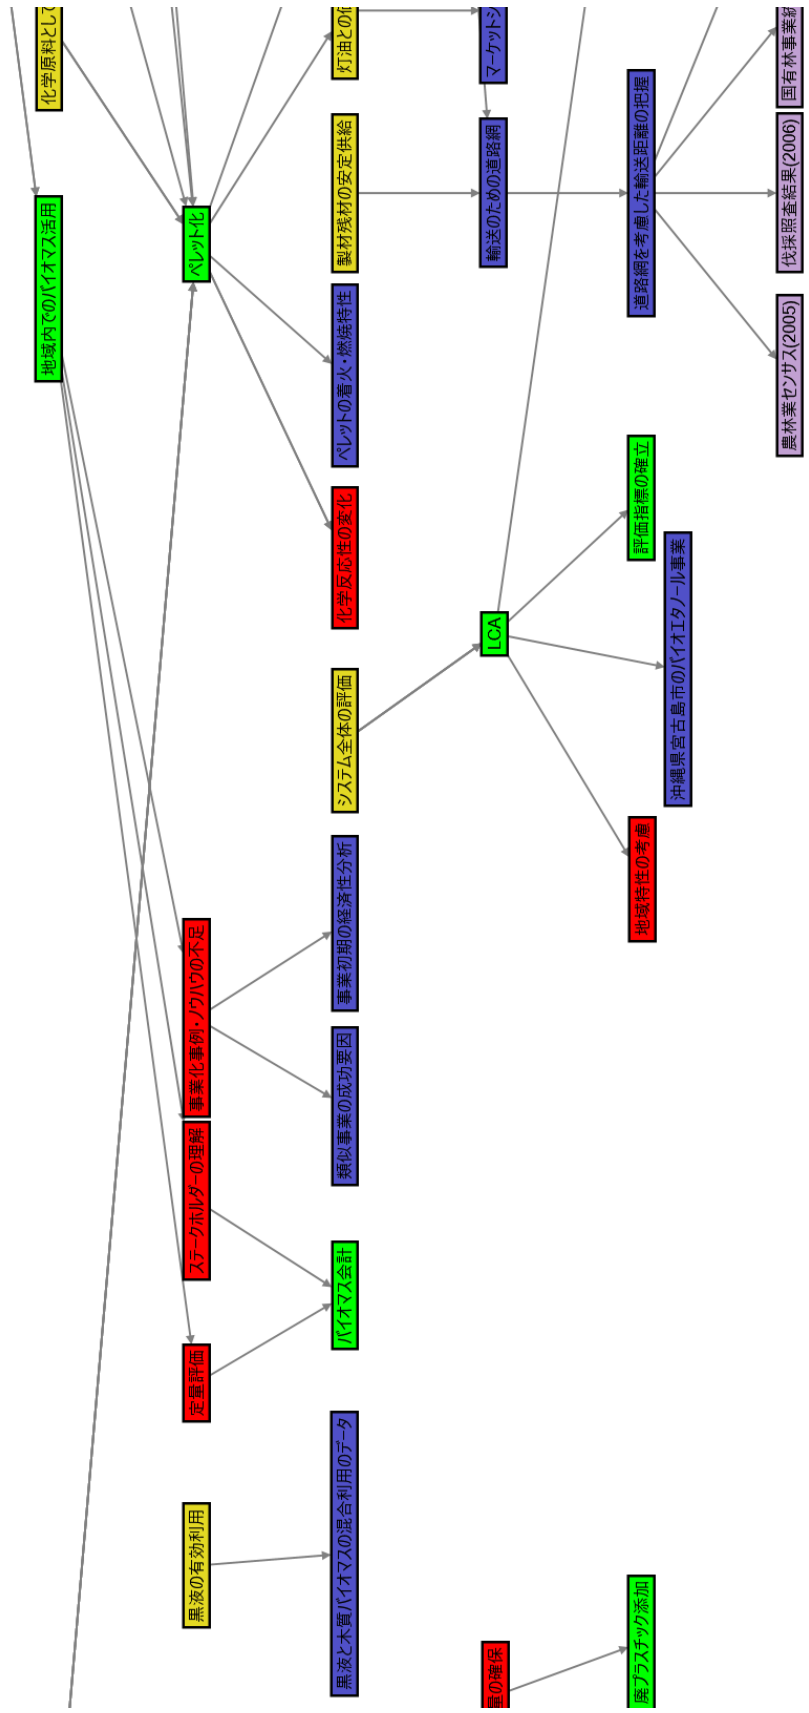 化学原料として
地域内でのバイオマス活用
ペレット化
事業化事例・ノウハウの不足
ステークホルダーの理解
定量評価
黒液の有効利用
灯油との
製材残材の安定供給
ペレットの着火・燃焼特性
化学反応性の変化
システム全体の評価
事業初期の経済性分析
類似事業の成功要因
バイオマス会計
黒液と木質バイオマスの混合利用のデータ
マーケット
輸送のための道路網
LCA
量の確保
道路網を考慮した輸送距離の把握
評価指標の確立
沖縄県宮古島市のバイオエタノール事業
地域特性の考慮
廃プラスチック添加
国有林事業統
伐採照査結果(2006)
農林業センサス(2005)